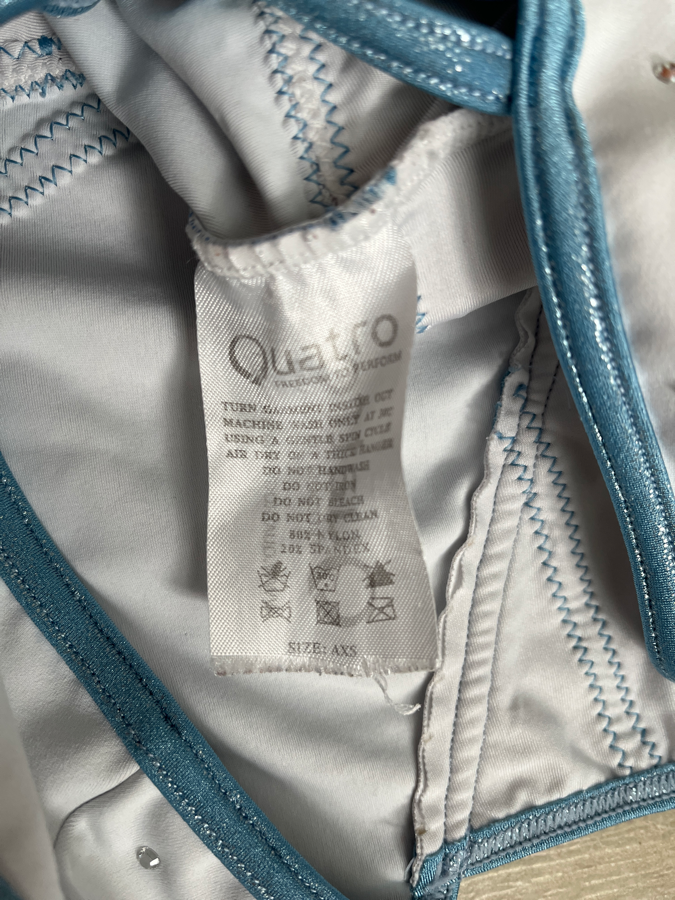 Quatro
FREEDOM TO PERFORM
TURN GARMENT INSIDE OUT
MACHINE WASH ONLY AT 30C
USING A GENTLE SPIN CYCLE
AIR DRY ON A THICK HANGER
DO NOT HANDWASH
DO NOT IRON
DO NOT BLEACH
DO NOT DRY CLEAN
80% NYLON
20% SPANDEX
30°C
SIZE: AXS